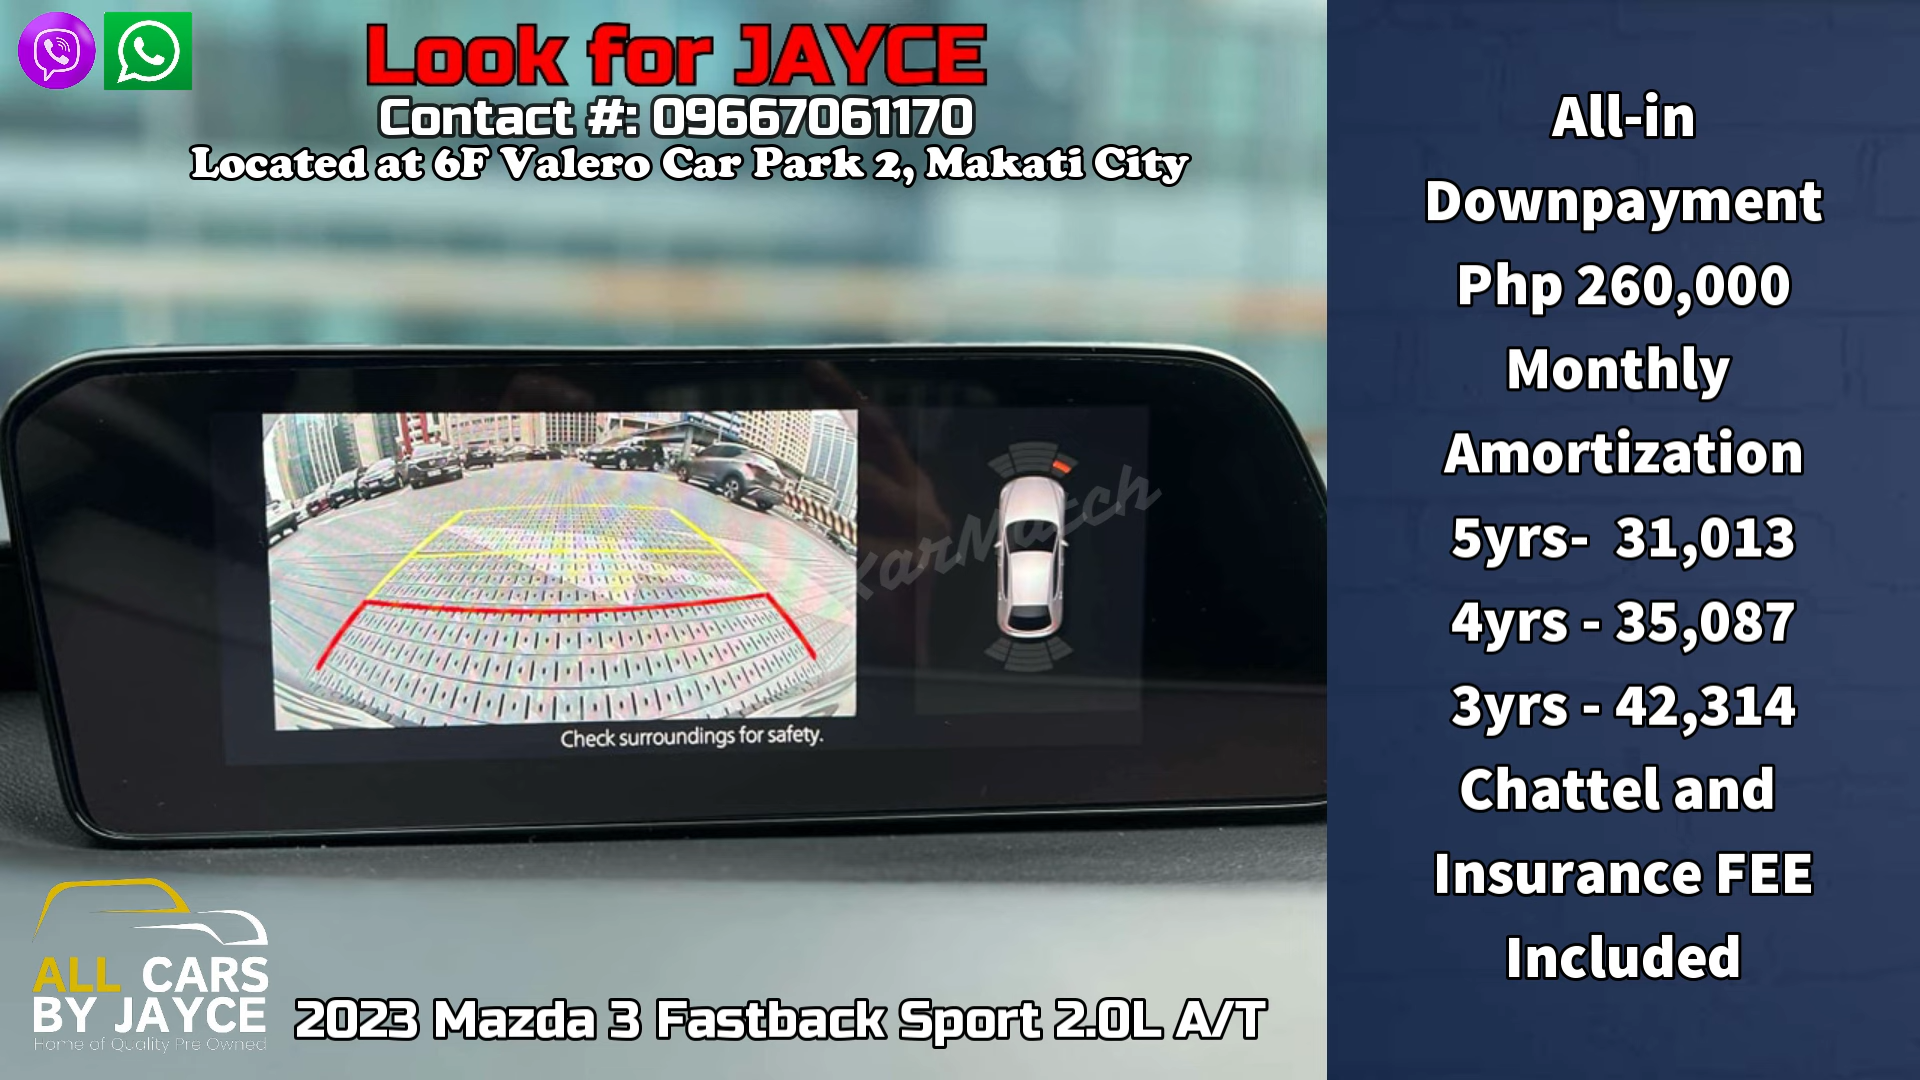 Look for JAYCE
Contact #: 09667061170
Located at 6F Valero Car Park 2, Makati City
KarMatch
Check surroundings for safety.
ALL CARS
BY JAYCE
Home of Quality Pre Owned
2023 Mazda 3 Fastback Sport 2.0L A/T
All-in
Downpayment
Php 260,000
Monthly
Amortization
5yrs- 31,013
4yrs - 35,087
3yrs - 42,314
Chattel and
Insurance FEE
Included